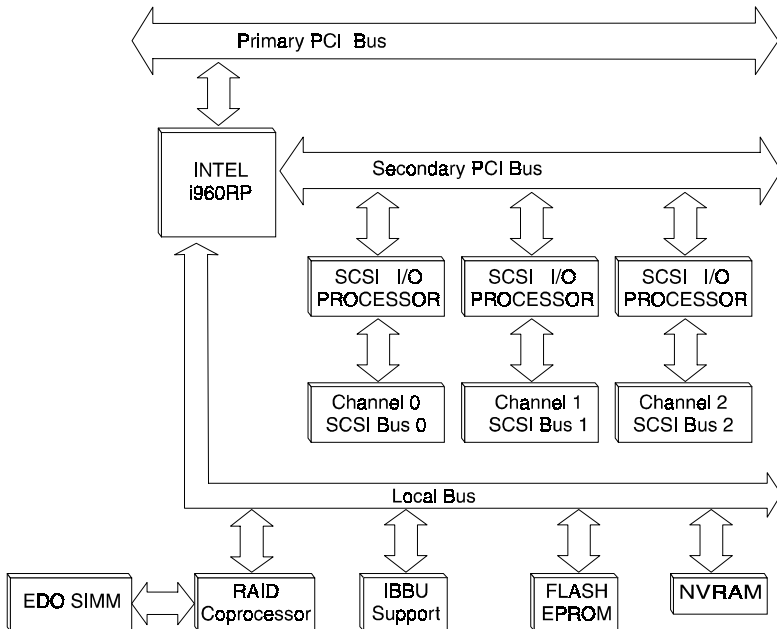 Primary PCI Bus
INTEL
i960RP
Secondary PCI Bus
SCSI I/O
PROCESSOR
SCSI I/O
PROCESSOR
SCSI I/O
PROCESSOR
Channel 0
SCSI Bus 0
Channel 1
SCSI Bus 1
Channel 2
SCSI Bus 2
Local Bus
EDO SIMM
RAID
Coprocessor
IBBU
Support
FLASH
EPROM
NVRAM